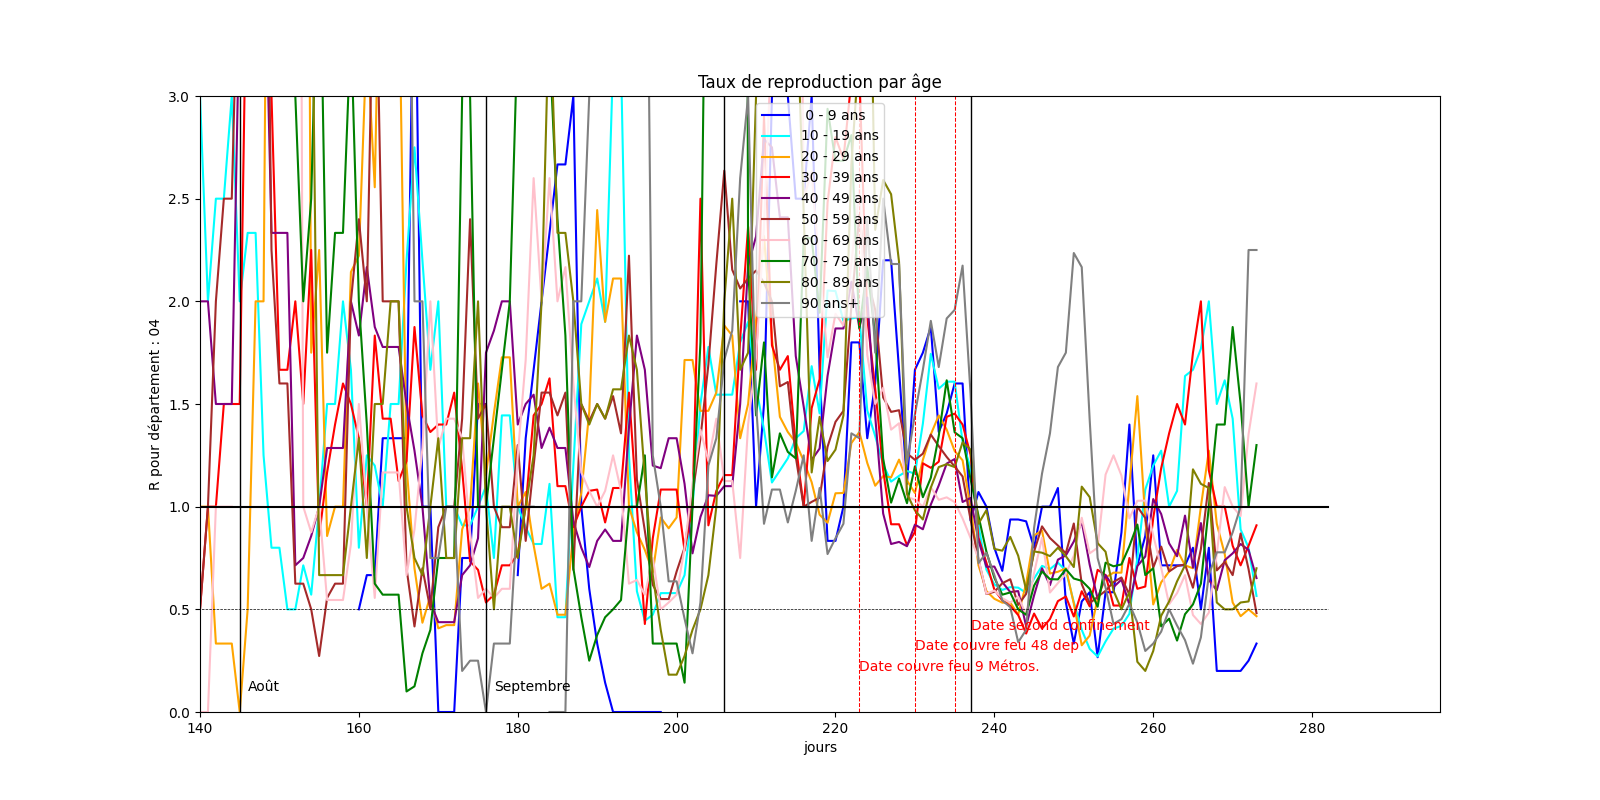 Taux de reproduction par âge
3.0
2.5
2.0
1.5
1.0
0.5
0.0
R pour département : 04
0 - 9 ans
10 - 19 ans
20 - 29 ans
30 - 39 ans
40 - 49 ans
50 - 59 ans
60 - 69 ans
70 - 79 ans
80 - 89 ans
90 ans+
Date second confinement
Date couvre feu 48 dep
Date couvre feu 9 Métros.
Août
Septembre
140
160
180
200
220
240
260
280
jours